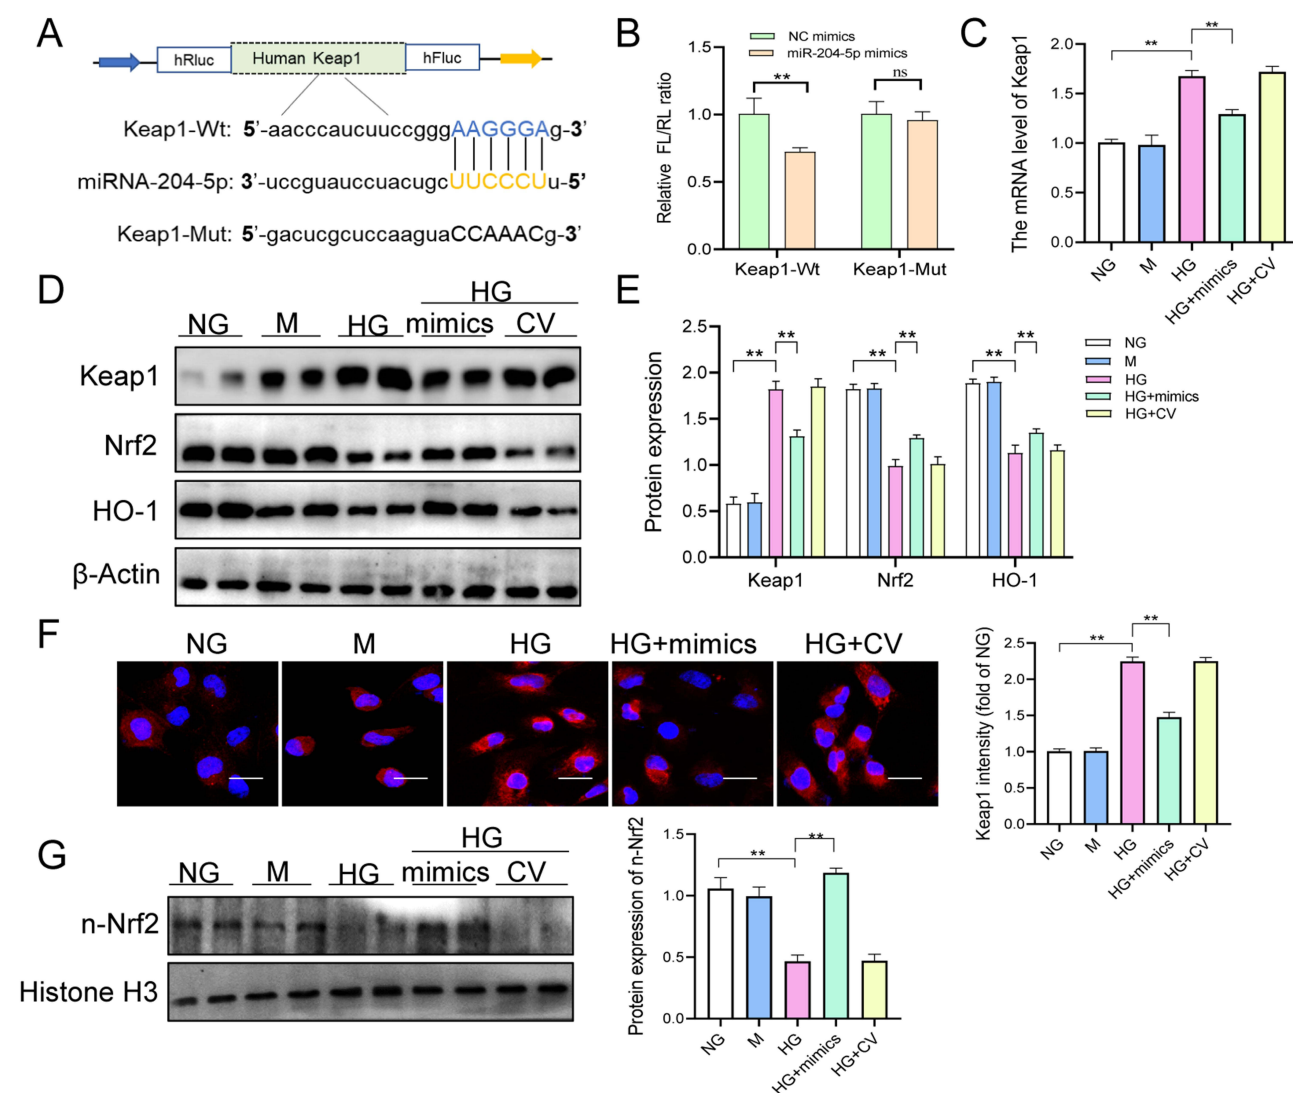 A
hRluc
Human Keap1
hFluc
Keap1-Wt: 5’-aacccaucuuccgggAAGGGAg-3’
miRNA-204-5p: 3’-uccguauccuacugcUUCCCUu-5’
Keap1-Mut: 5’-gacucgcuccaaguaCCAAACg-3’
B
NC mimics
miR-204-5p mimics
Relative FL/RL ratio
1.5
1.0
0.5
0.0
**
ns
Keap1-Wt
Keap1-Mut
C
The mRNA level of Keap1
2.0
1.5
1.0
0.5
0.0
**
**
NG
M
HG
HG+mimics
HG+CV
D
HG
NG
M
HG
mimics
CV
Keap1
Nrf2
HO-1
β-Actin
E
Protein expression
2.5
2.0
1.5
1.0
0.5
0.0
**
**
**
**
**
**
Keap1
Nrf2
HO-1
NG
M
HG
HG+mimics
HG+CV
F
NG
M
HG
HG+mimics
HG+CV
Keap1 intensity (fold of NG)
2.5
2.0
1.5
1.0
0.5
0.0
**
**
NG
M
HG
HG+mimics
HG+CV
G
HG
NG
M
HG
mimics
CV
n-Nrf2
Histone H3
Protein expression of n-Nrf2
1.5
1.0
0.5
0.0
**
**
NG
M
HG
HG+mimics
HG+CV